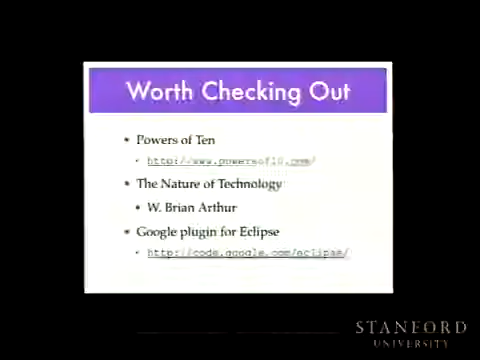 Worth Checking Out
Powers of Ten
http://www.powersof10.com/
The Nature of Technology
W. Brian Arthur
Google plugin for Eclipse
http://code.google.com/eclipse/
STANFORD
UNIVERSITY